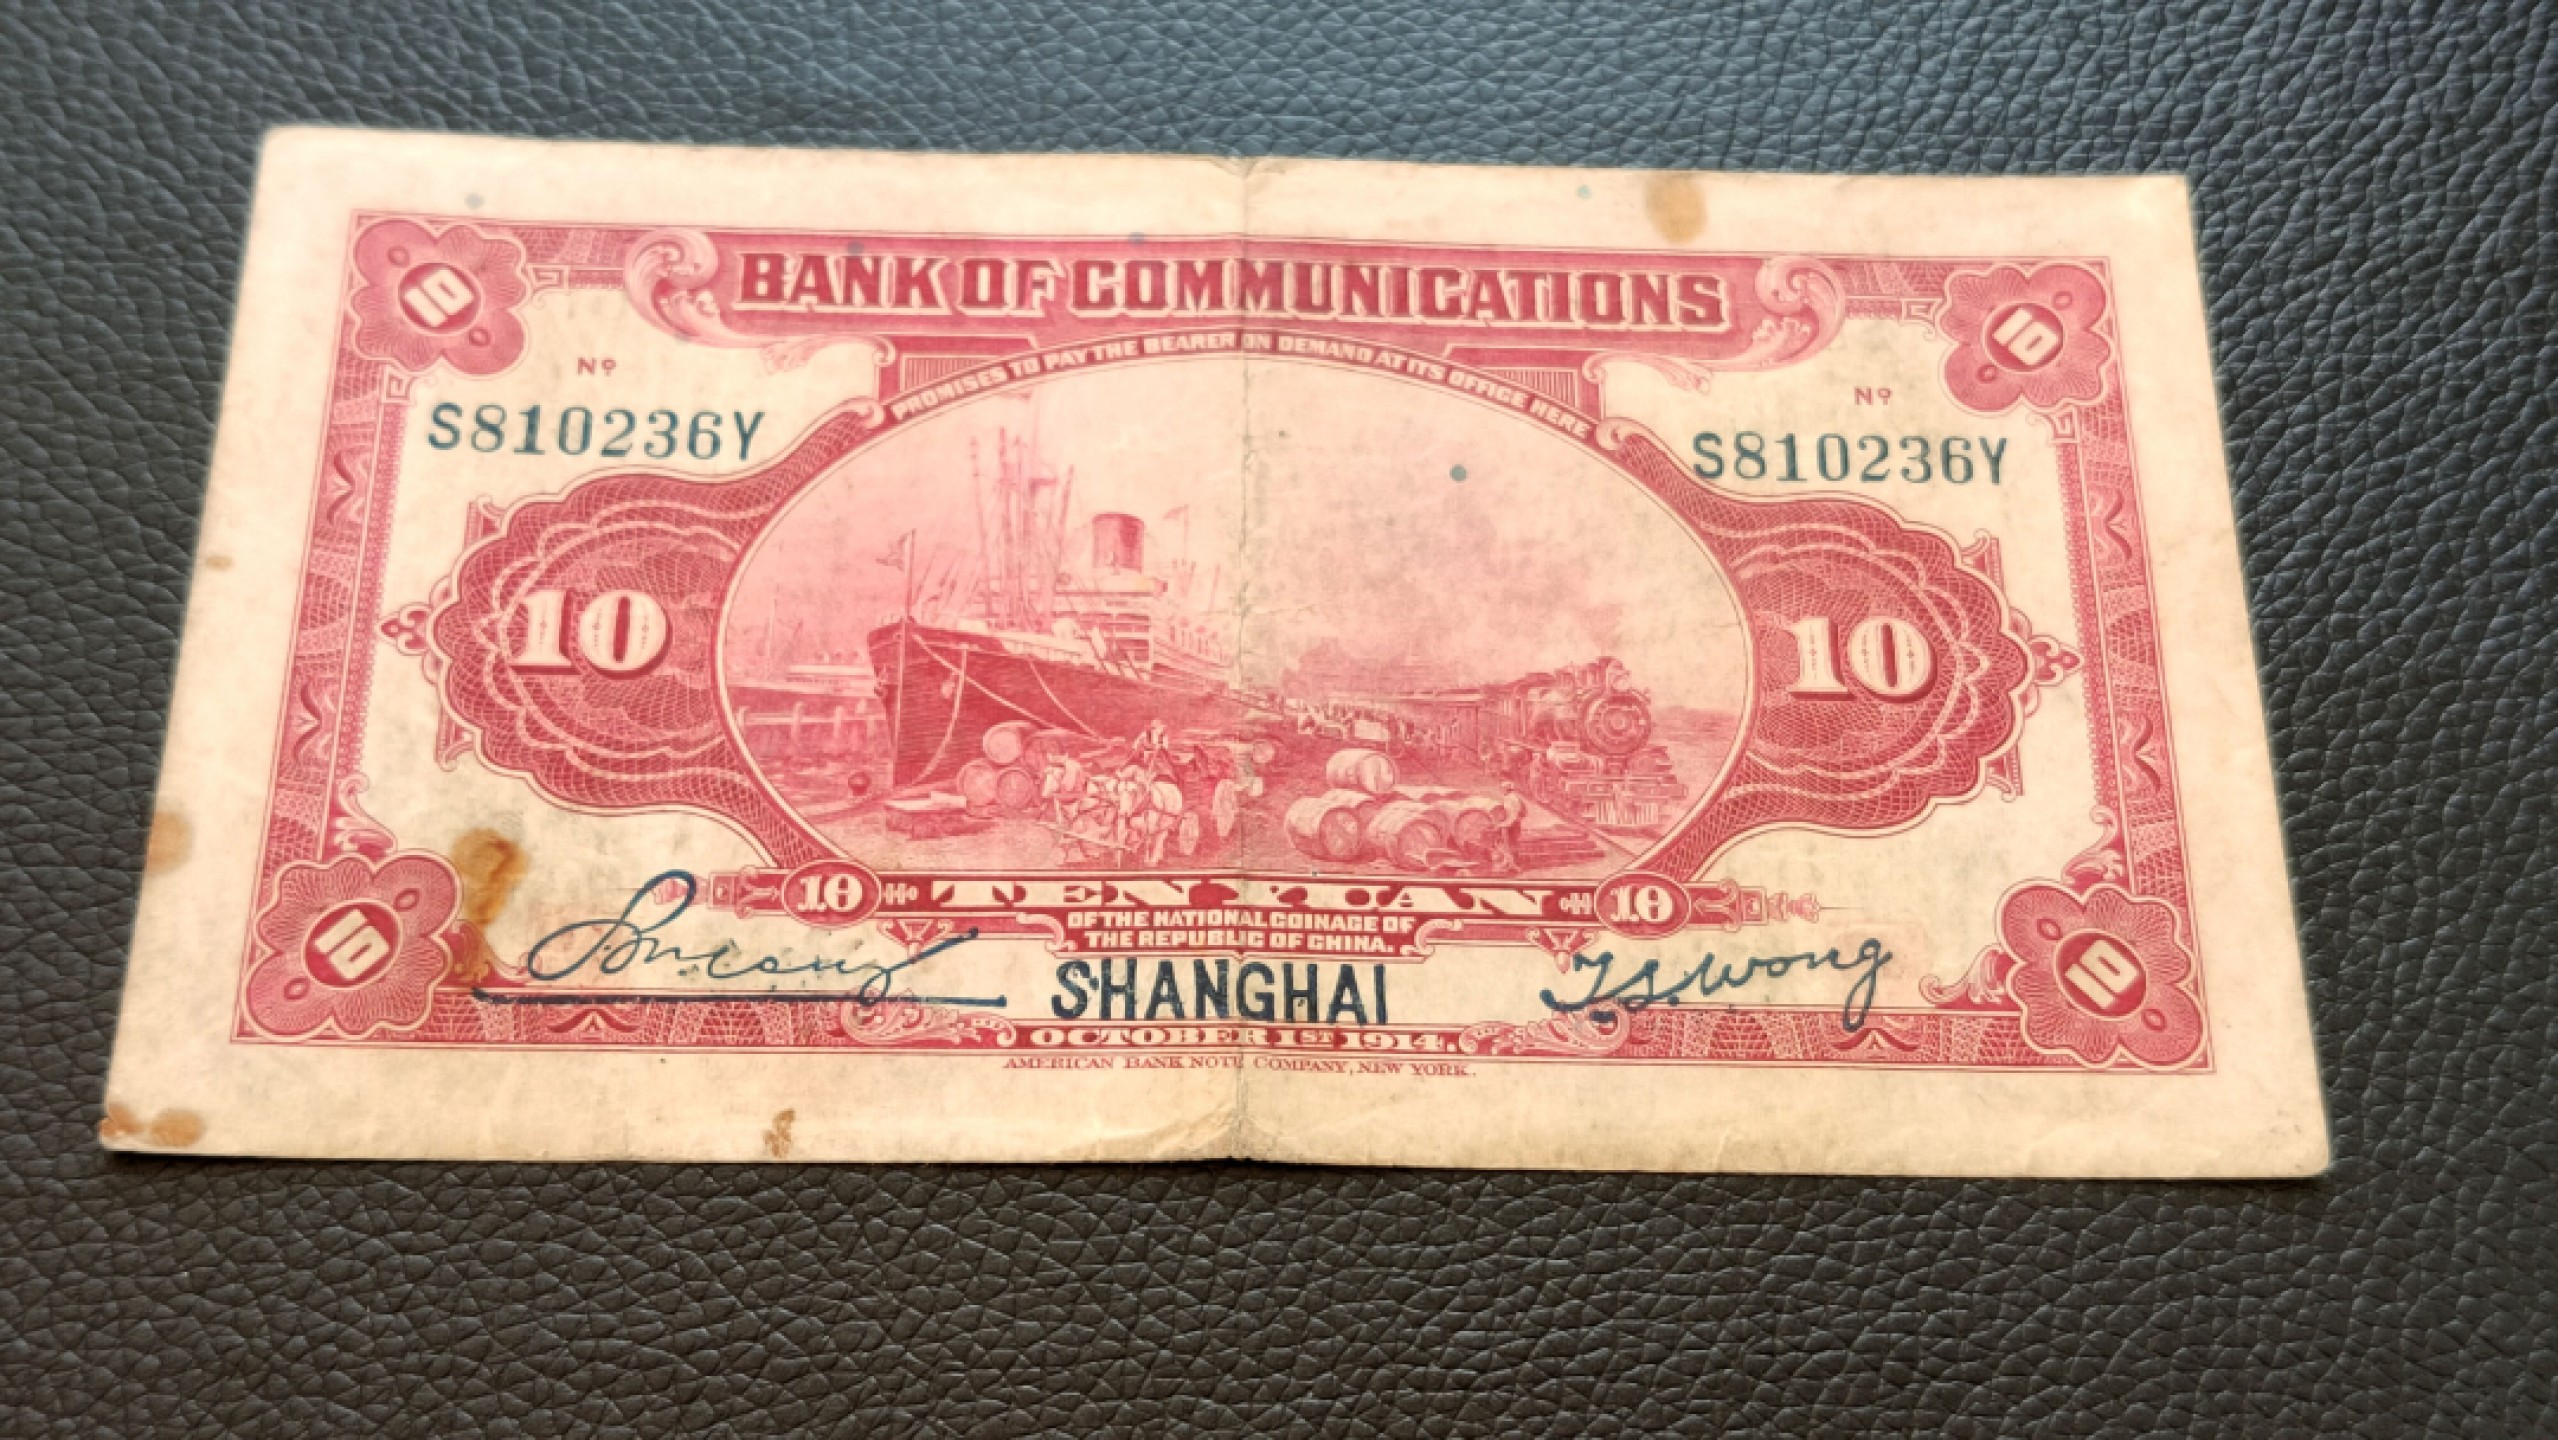 BANK OF COMMUNICATIONS
PROMISES TO PAY THE BEARER ON DEMAND AT ITS OFFICE HERE
10 10
Nº Nº
S810236Y S810236Y
10 10
10 TEN YUAN 10
OF THE NATIONAL COINAGE OF
THE REPUBLIC OF CHINA.
T.S. Wong
SHANGHAI
10 10
OCTOBER 1ST 1914.
AMERICAN BANK NOTE COMPANY, NEW YORK.